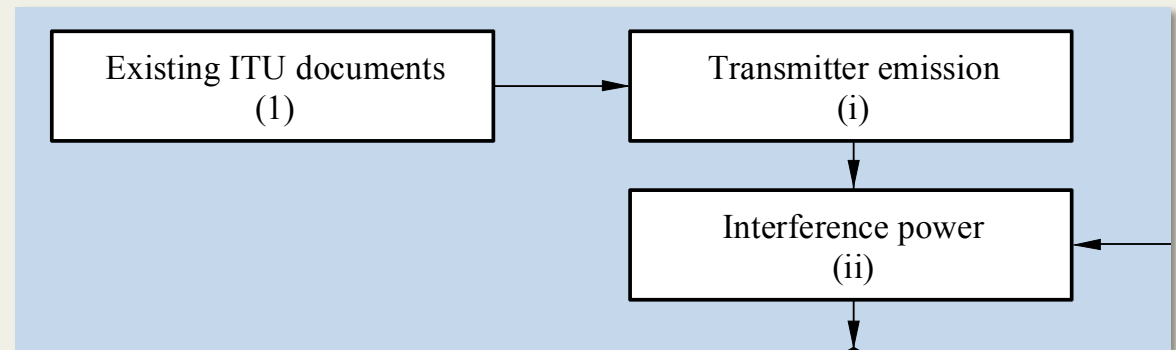 Existing ITU documents
(1)
Transmitter emission
(i)
Interference power
(ii)